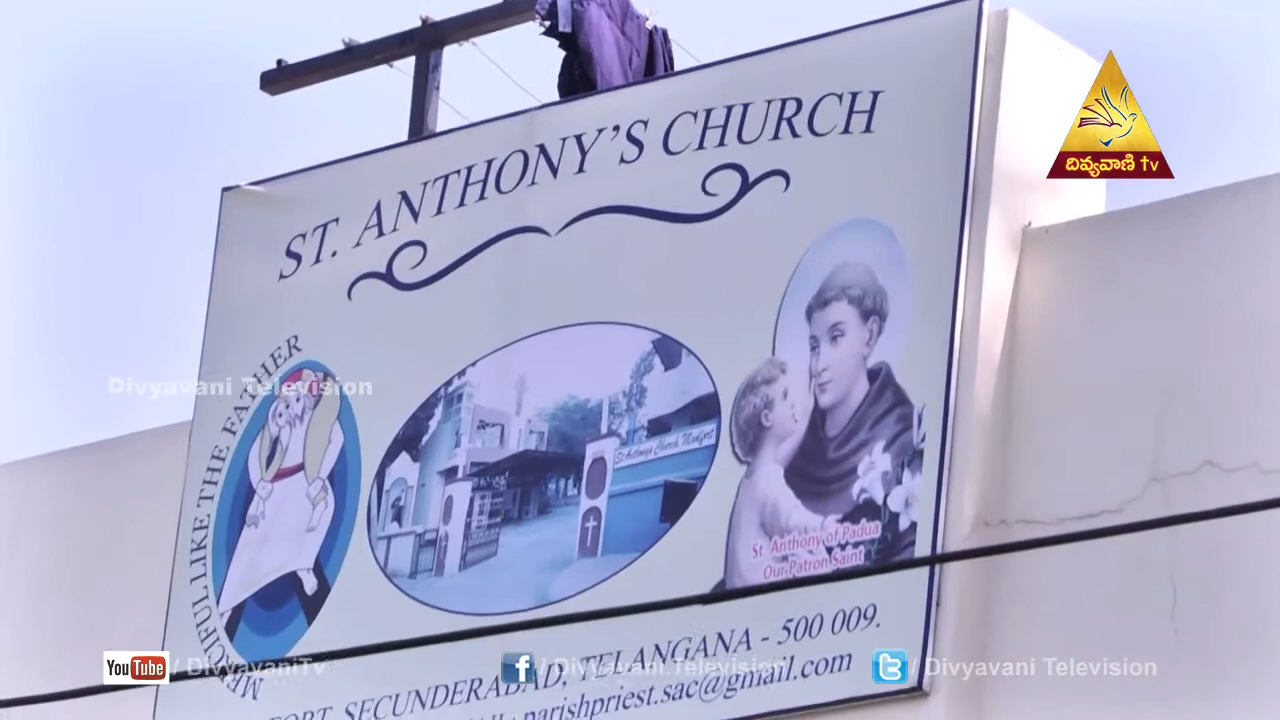 ST. ANTHONY'S CHURCH
దివ్యవాణి tv
MERCIFUL LIKE THE FATHER
Divyavani Television
St. Anthony's Church, Mudfort
St. Anthony of Padua
Our Patron Saint
SECUNDERABAD, TELANGANA - 500 009.
parishpriest.sac@gmail.com
YouTube / DivyavaniTv
f / Divyavani Television
/ Divyavani Television